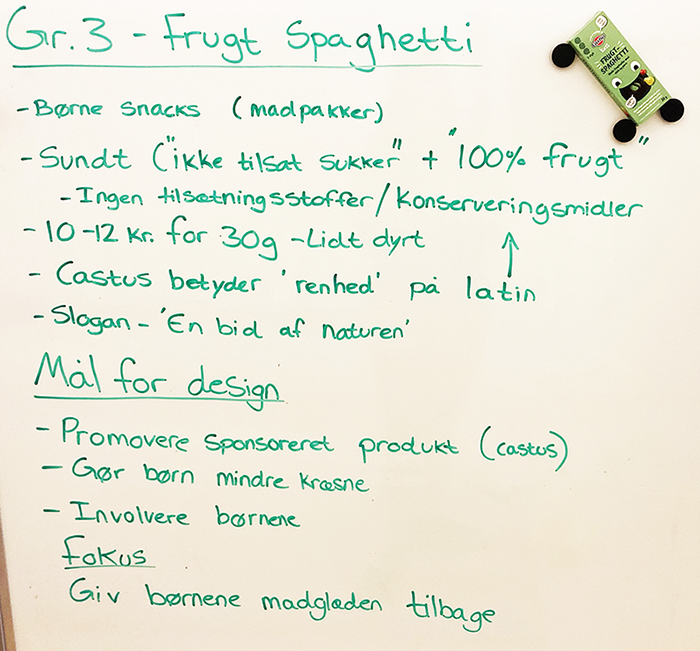 Gr. 3 - Frugt Spaghetti
- Børne snacks (madpakker)
- Sundt ("ikke tilsat sukker" + "100% frugt"
- Ingen tilsætningsstoffer/konserveringsmidler
- 10-12 kr. for 30g - Lidt dyrt
- Castus betyder 'renhed' på latin
- Slogan - 'En bid af naturen'
Mål for design
- Promovere sponsoreret produkt (castus)
- Gør børn mindre kræsne
- Involvere børnene
Fokus
Giv børnene madglæden tilbage
FRUGT-
SPAGHETTI